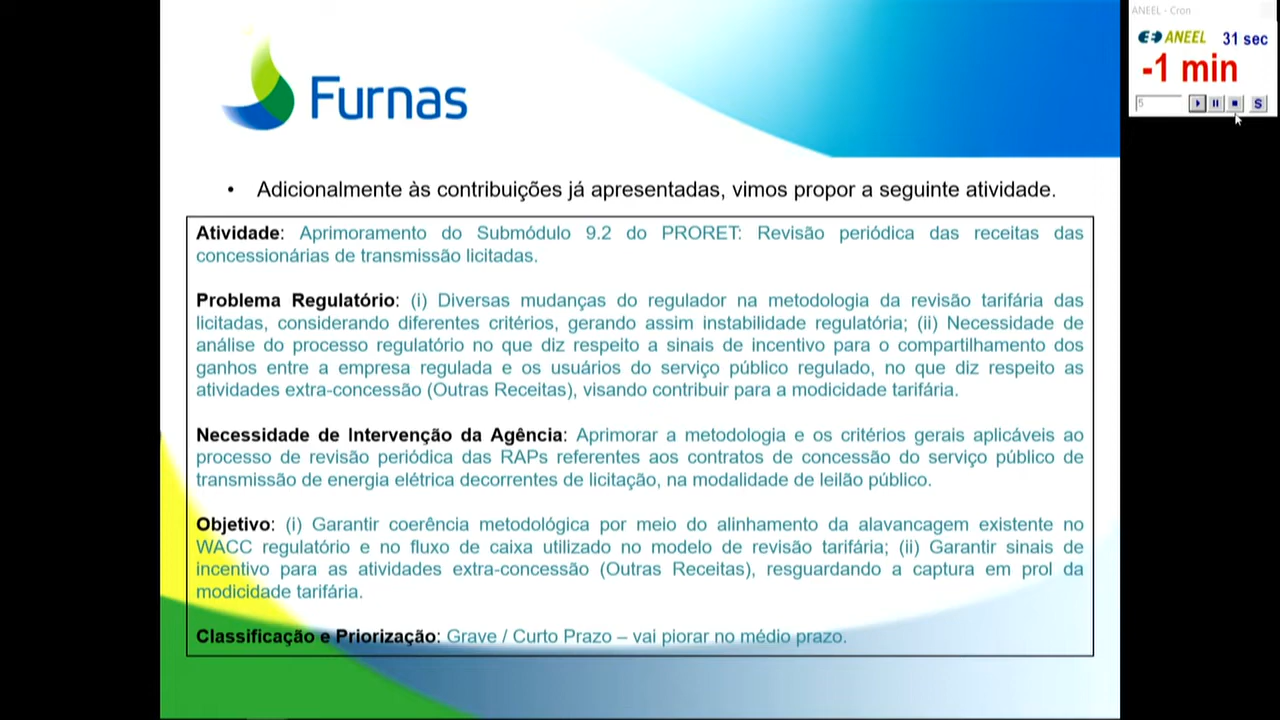 ANEEL - Cron
ANEEL 31 sec
-1 min
5
S
Furnas
• Adicionalmente às contribuições já apresentadas, vimos propor a seguinte atividade.
Atividade: Aprimoramento do Submódulo 9.2 do PRORET: Revisão periódica das receitas das
concessionárias de transmissão licitadas.
Problema Regulatório: (i) Diversas mudanças do regulador na metodologia da revisão tarifária das
licitadas, considerando diferentes critérios, gerando assim instabilidade regulatória; (ii) Necessidade de
análise do processo regulatório no que diz respeito a sinais de incentivo para o compartilhamento dos
ganhos entre a empresa regulada e os usuários do serviço público regulado, no que diz respeito as
atividades extra-concessão (Outras Receitas), visando contribuir para a modicidade tarifária.
Necessidade de Intervenção da Agência: Aprimorar a metodologia e os critérios gerais aplicáveis ao
processo de revisão periódica das RAPs referentes aos contratos de concessão do serviço público de
transmissão de energia elétrica decorrentes de licitação, na modalidade de leilão público.
Objetivo: (i) Garantir coerência metodológica por meio do alinhamento da alavancagem existente no
WACC regulatório e no fluxo de caixa utilizado no modelo de revisão tarifária; (ii) Garantir sinais de
incentivo para as atividades extra-concessão (Outras Receitas), resguardando a captura em prol da
modicidade tarifária.
Classificação e Priorização: Grave / Curto Prazo – vai piorar no médio prazo.